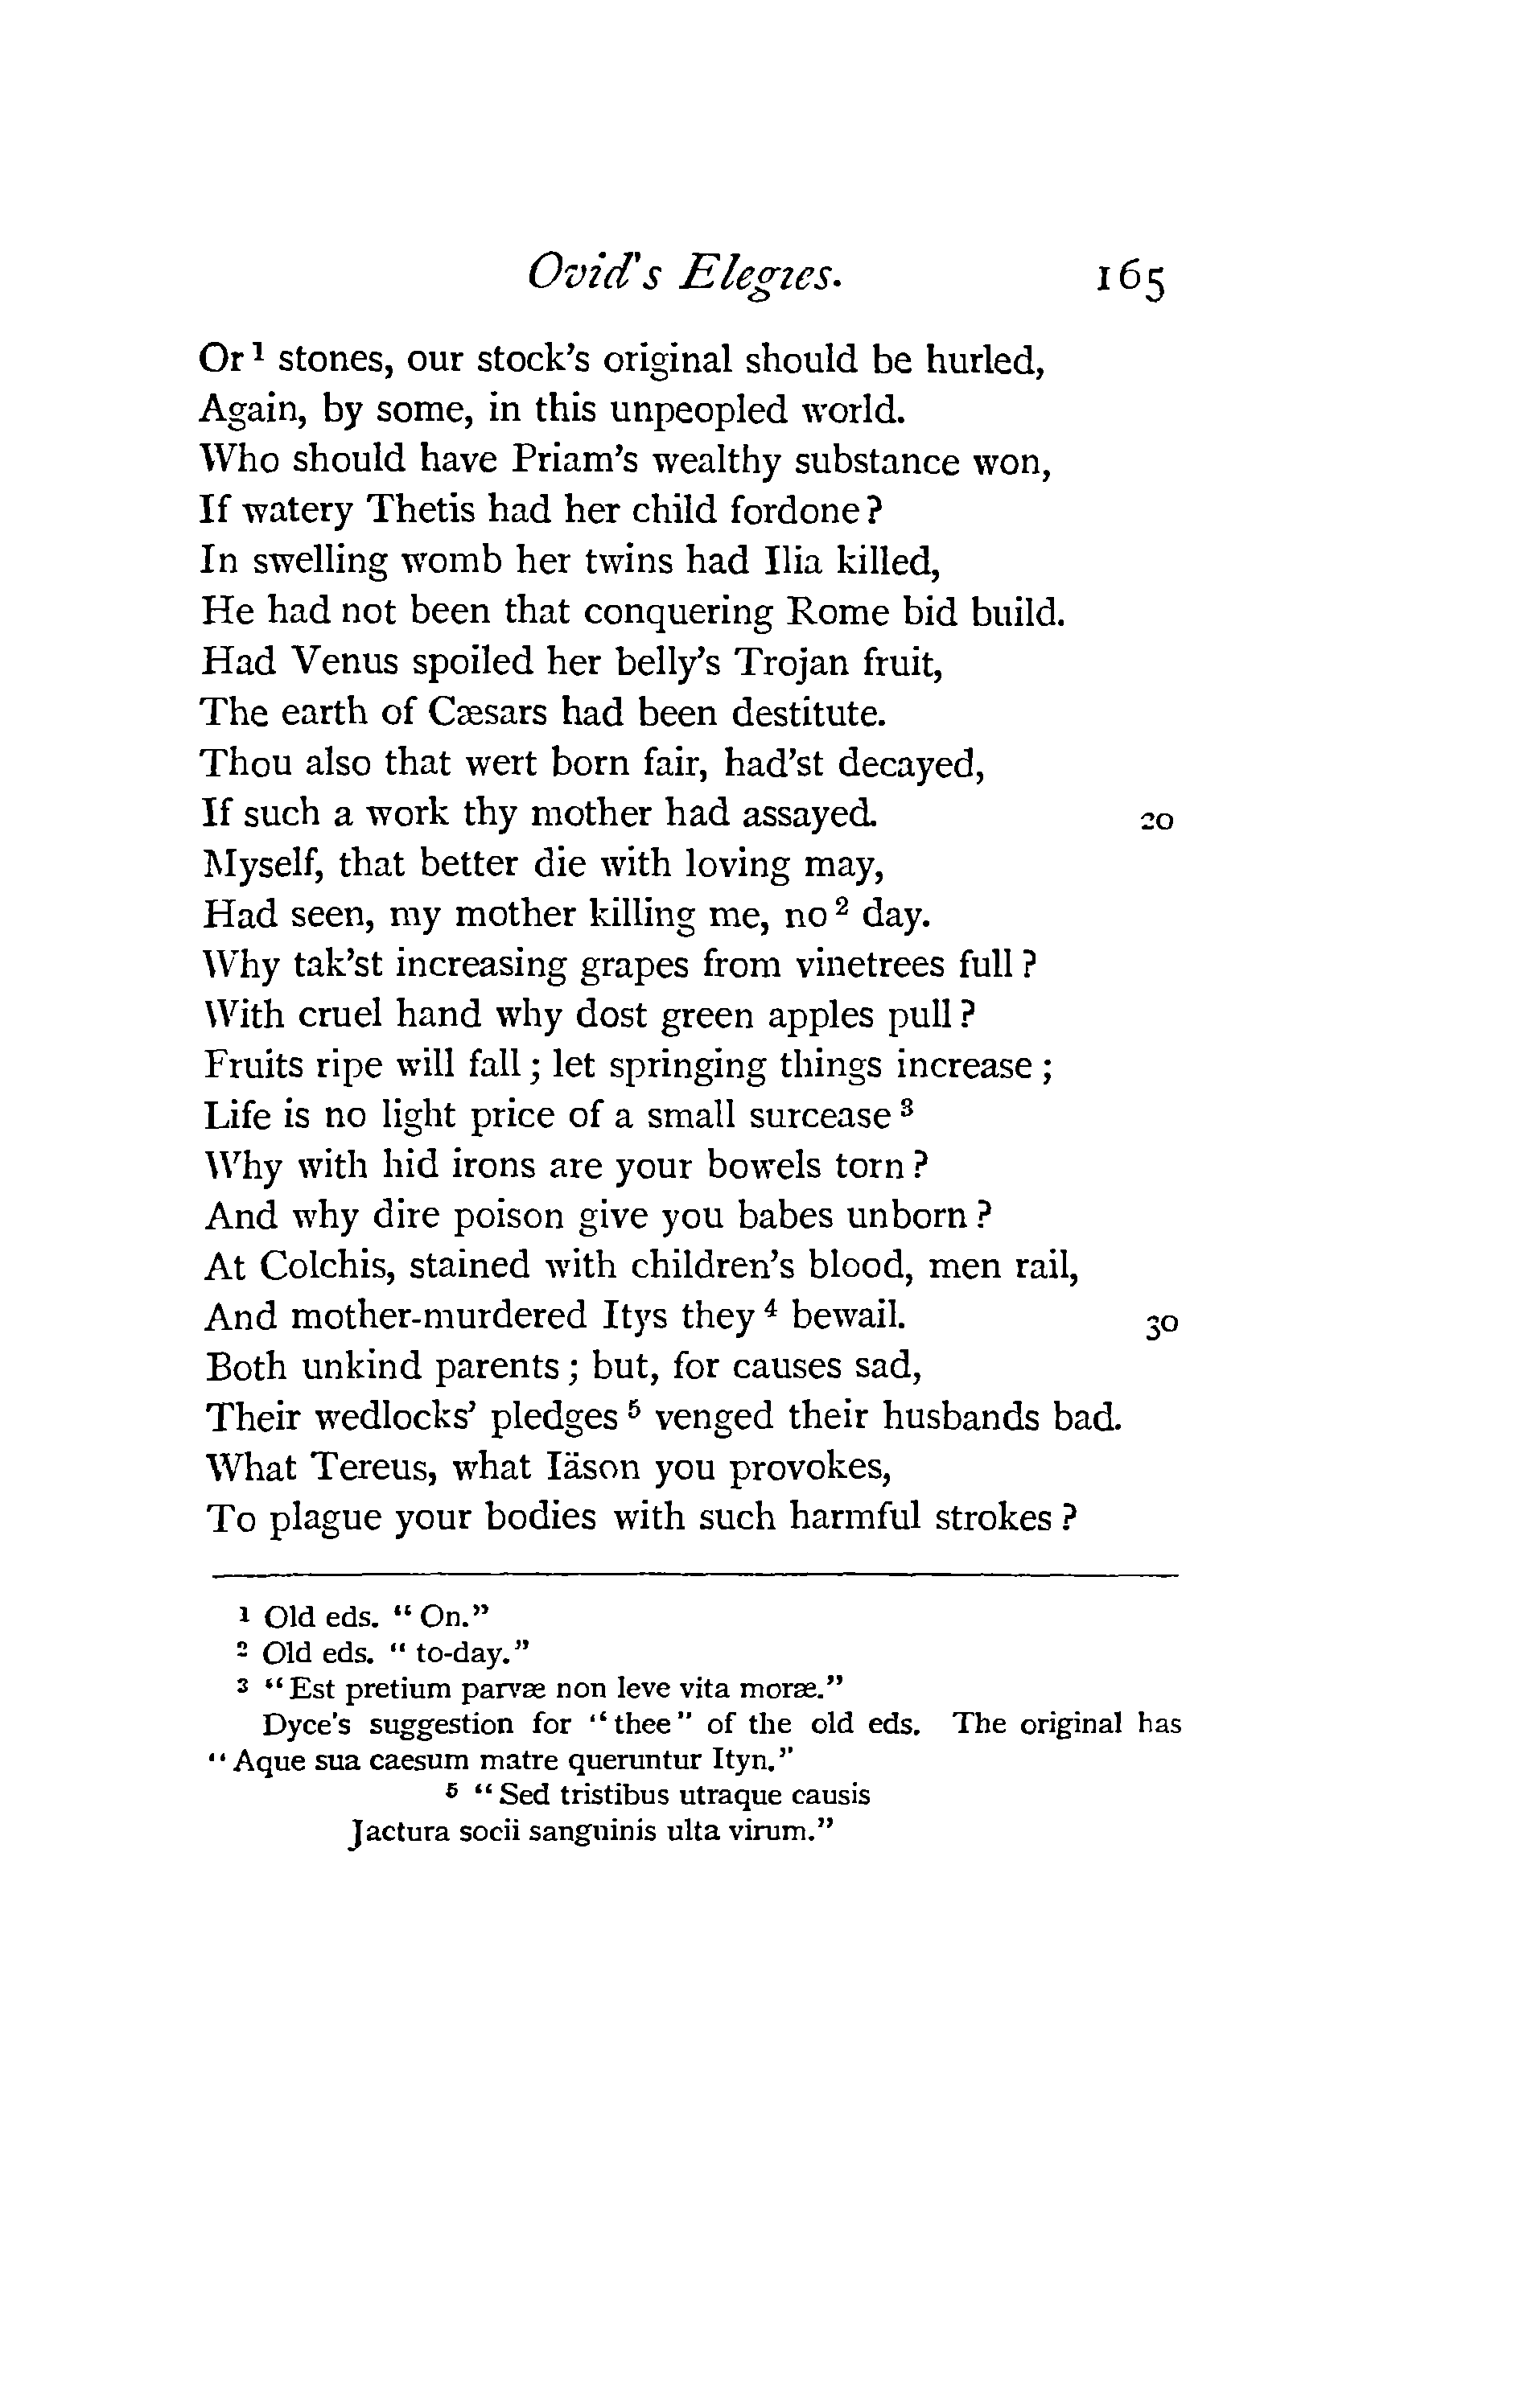 Ovid's Elegies. 165
Or¹ stones, our stock's original should be hurled,
Again, by some, in this unpeopled world.
Who should have Priam's wealthy substance won,
If watery Thetis had her child fordone?
In swelling womb her twins had Ilia killed,
He had not been that conquering Rome bid build.
Had Venus spoiled her belly's Trojan fruit,
The earth of Cæsars had been destitute.
Thou also that wert born fair, had'st decayed,
If such a work thy mother had assayed. 20
Myself, that better die with loving may,
Had seen, my mother killing me, no² day.
Why tak'st increasing grapes from vinetrees full?
With cruel hand why dost green apples pull?
Fruits ripe will fall; let springing things increase;
Life is no light price of a small surcease³
Why with hid irons are your bowels torn?
And why dire poison give you babes unborn?
At Colchis, stained with children's blood, men rail,
And mother-murdered Itys they⁴ bewail. 30
Both unkind parents; but, for causes sad,
Their wedlocks' pledges⁵ venged their husbands bad.
What Tereus, what Iäson you provokes,
To plague your bodies with such harmful strokes?
¹ Old eds. "On."
² Old eds. "to-day."
³ "Est pretium parvæ non leve vita moræ."
Dyce's suggestion for "thee" of the old eds. The original has
"Aque sua caesum matre queruntur Ityn."
⁵ "Sed tristibus utraque causis
Jactura socii sanguinis ulta virum."